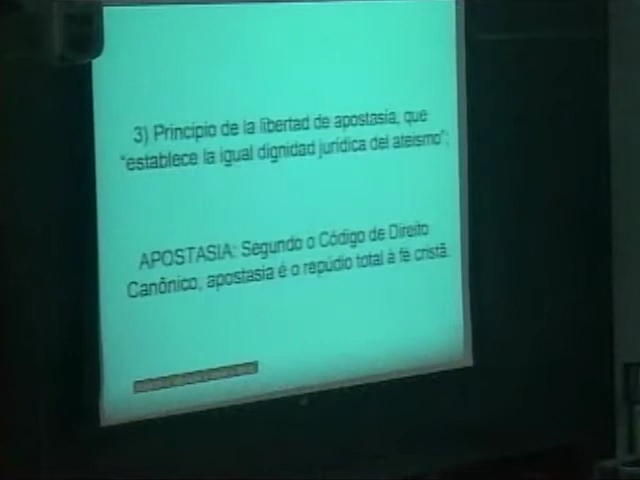 3) Principio de la libertad de apostasía, que
"establece la igual dignidad jurídica del ateismo";
APOSTASIA: Segundo o Código de Direito
Canônico, apostasia é o repúdio total à fé cristã.